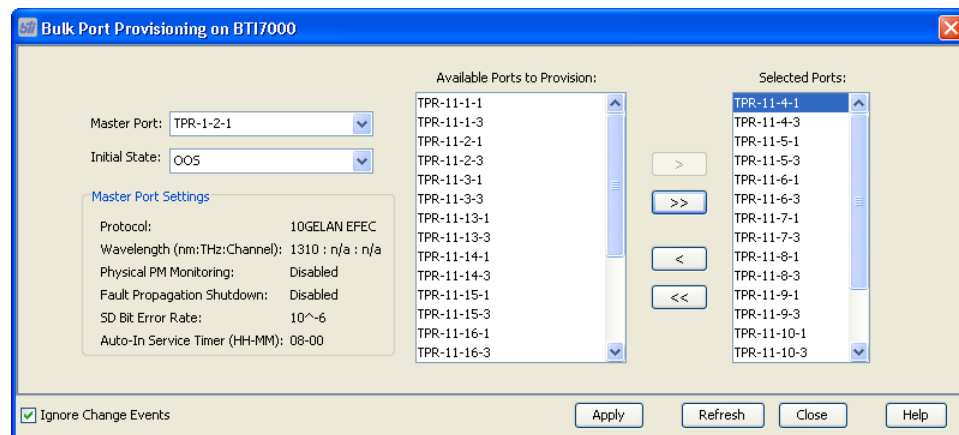 bti Bulk Port Provisioning on BTI7000
Available Ports to Provision:
Selected Ports:
Master Port: TPR-1-2-1
Initial State: OOS
Master Port Settings
Protocol: 10GELAN EFEC
Wavelength (nm:THz:Channel): 1310 : n/a : n/a
Physical PM Monitoring: Disabled
Fault Propagation Shutdown: Disabled
SD Bit Error Rate: 10^-6
Auto-In Service Timer (HH-MM): 08-00
TPR-11-1-1
TPR-11-1-3
TPR-11-2-1
TPR-11-2-3
TPR-11-3-1
TPR-11-3-3
TPR-11-13-1
TPR-11-13-3
TPR-11-14-1
TPR-11-14-3
TPR-11-15-1
TPR-11-15-3
TPR-11-16-1
TPR-11-16-3
>
>>
<
<<
TPR-11-4-1
TPR-11-4-3
TPR-11-5-1
TPR-11-5-3
TPR-11-6-1
TPR-11-6-3
TPR-11-7-1
TPR-11-7-3
TPR-11-8-1
TPR-11-8-3
TPR-11-9-1
TPR-11-9-3
TPR-11-10-1
TPR-11-10-3
Ignore Change Events
Apply
Refresh
Close
Help